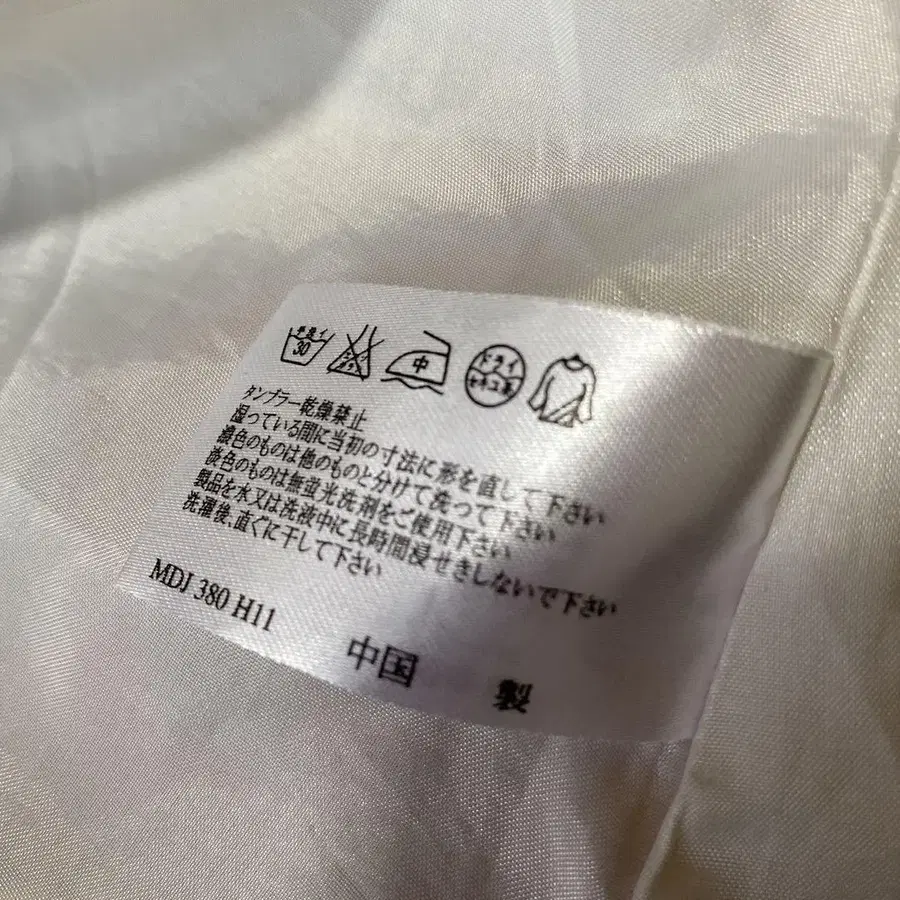 手洗イ 30 中 ドライ セキユ系
タンブラー乾燥禁止
湿っている間に当初の寸法に形を直して下さい
濃色のものは他のものと分けて洗って下さい
淡色のものは無蛍光洗剤をご使用下さい
製品を水又は洗液中に長時間浸せきしないで下さい
洗濯後、直ぐに干して下さい
MDJ 380 H11
中国 製